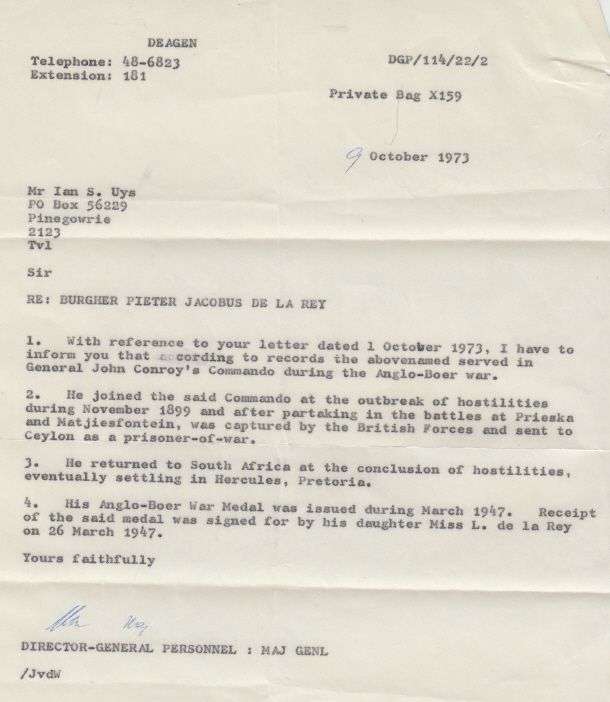 DEAGEN
Telephone: 48-6823
Extension: 181
DGP/114/22/2
Private Bag X159
9 October 1973
Mr Ian S. Uys
PO Box 56229
Pinegowrie
2123
Tvl
Sir
RE: BURGHER PIETER JACOBUS DE LA REY
1. With reference to your letter dated 1 October 1973, I have to
inform you that according to records the abovenamed served in
General John Conroy's Commando during the Anglo-Boer war.
2. He joined the said Commando at the outbreak of hostilities
during November 1899 and after partaking in the battles at Prieska
and Matjiesfontein, was captured by the British Forces and sent to
Ceylon as a prisoner-of-war.
3. He returned to South Africa at the conclusion of hostilities,
eventually settling in Hercules, Pretoria.
4. His Anglo-Boer War Medal was issued during March 1947. Receipt
of the said medal was signed for by his daughter Miss L. de la Rey
on 26 March 1947.
Yours faithfully
DIRECTOR-GENERAL PERSONNEL : MAJ GENL
/JvdW